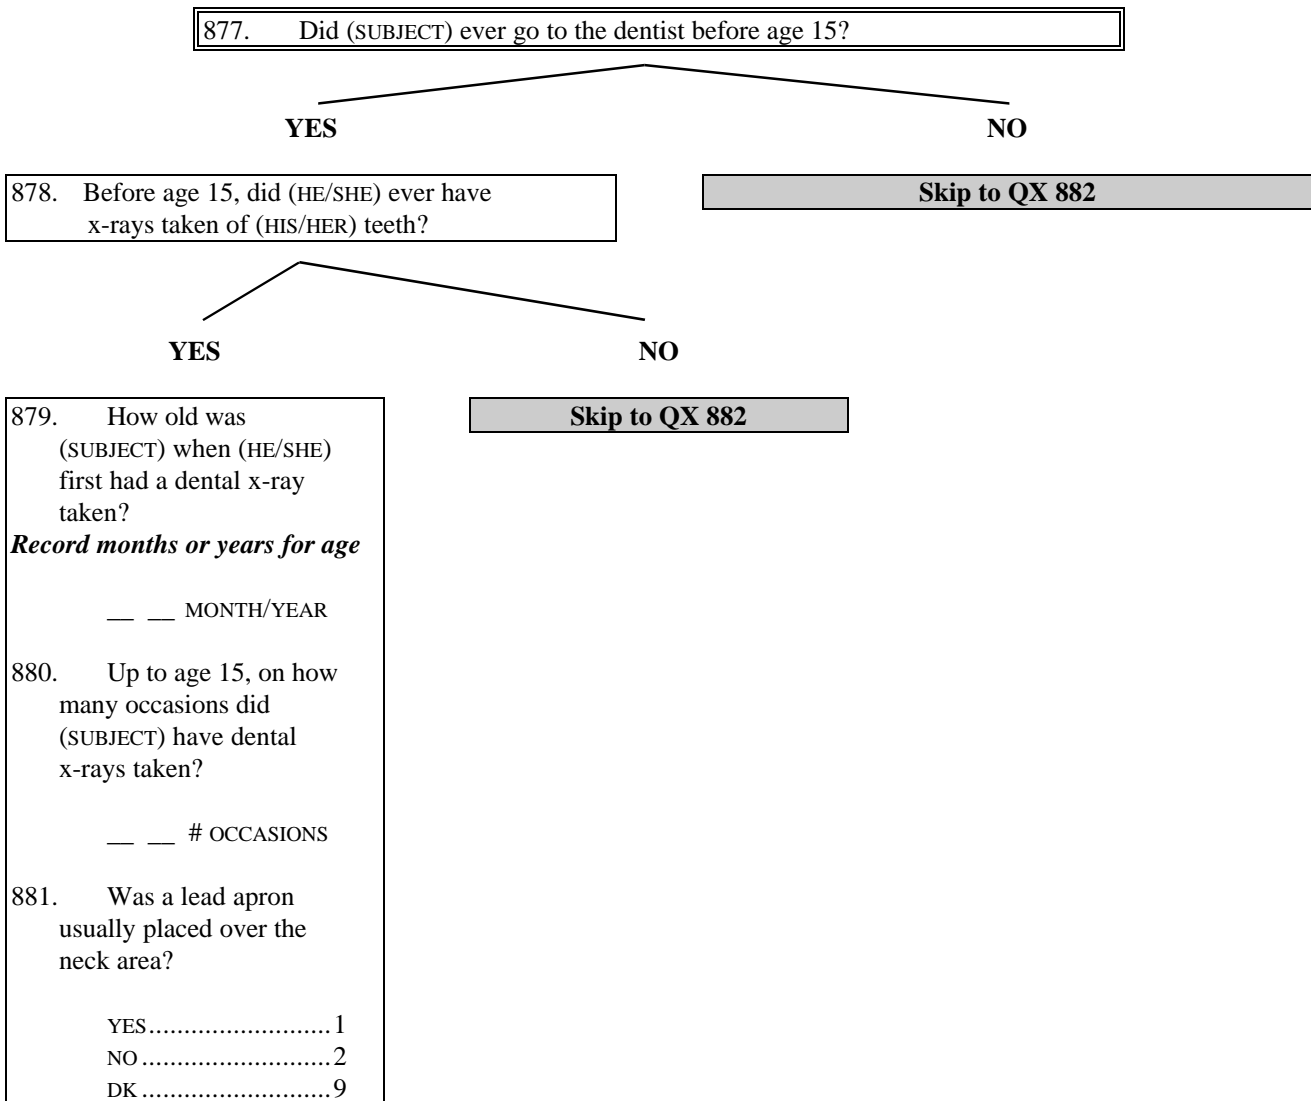 877. Did (SUBJECT) ever go to the dentist before age 15?
YES NO
878. Before age 15, did (HE/SHE) ever have
x-rays taken of (HIS/HER) teeth?
Skip to QX 882
YES NO
879. How old was
(SUBJECT) when (HE/SHE)
first had a dental x-ray
taken?
Record months or years for age
__ __ MONTH/YEAR
880. Up to age 15, on how
many occasions did
(SUBJECT) have dental
x-rays taken?
__ __ # OCCASIONS
881. Was a lead apron
usually placed over the
neck area?
YES..........................1
NO...........................2
DK...........................9
Skip to QX 882